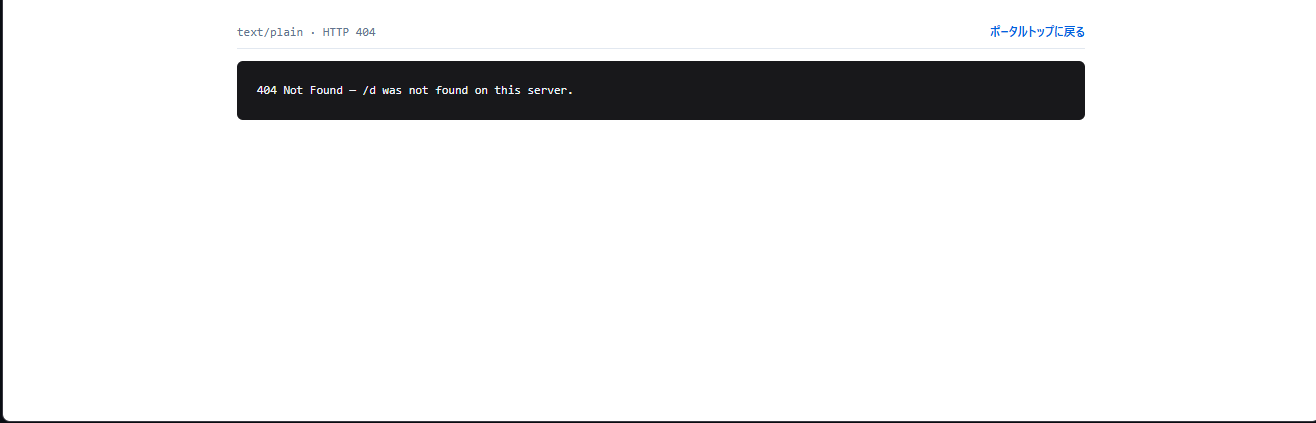 text/plain · HTTP 404
ポータルトップに戻る
404 Not Found — /d was not found on this server.